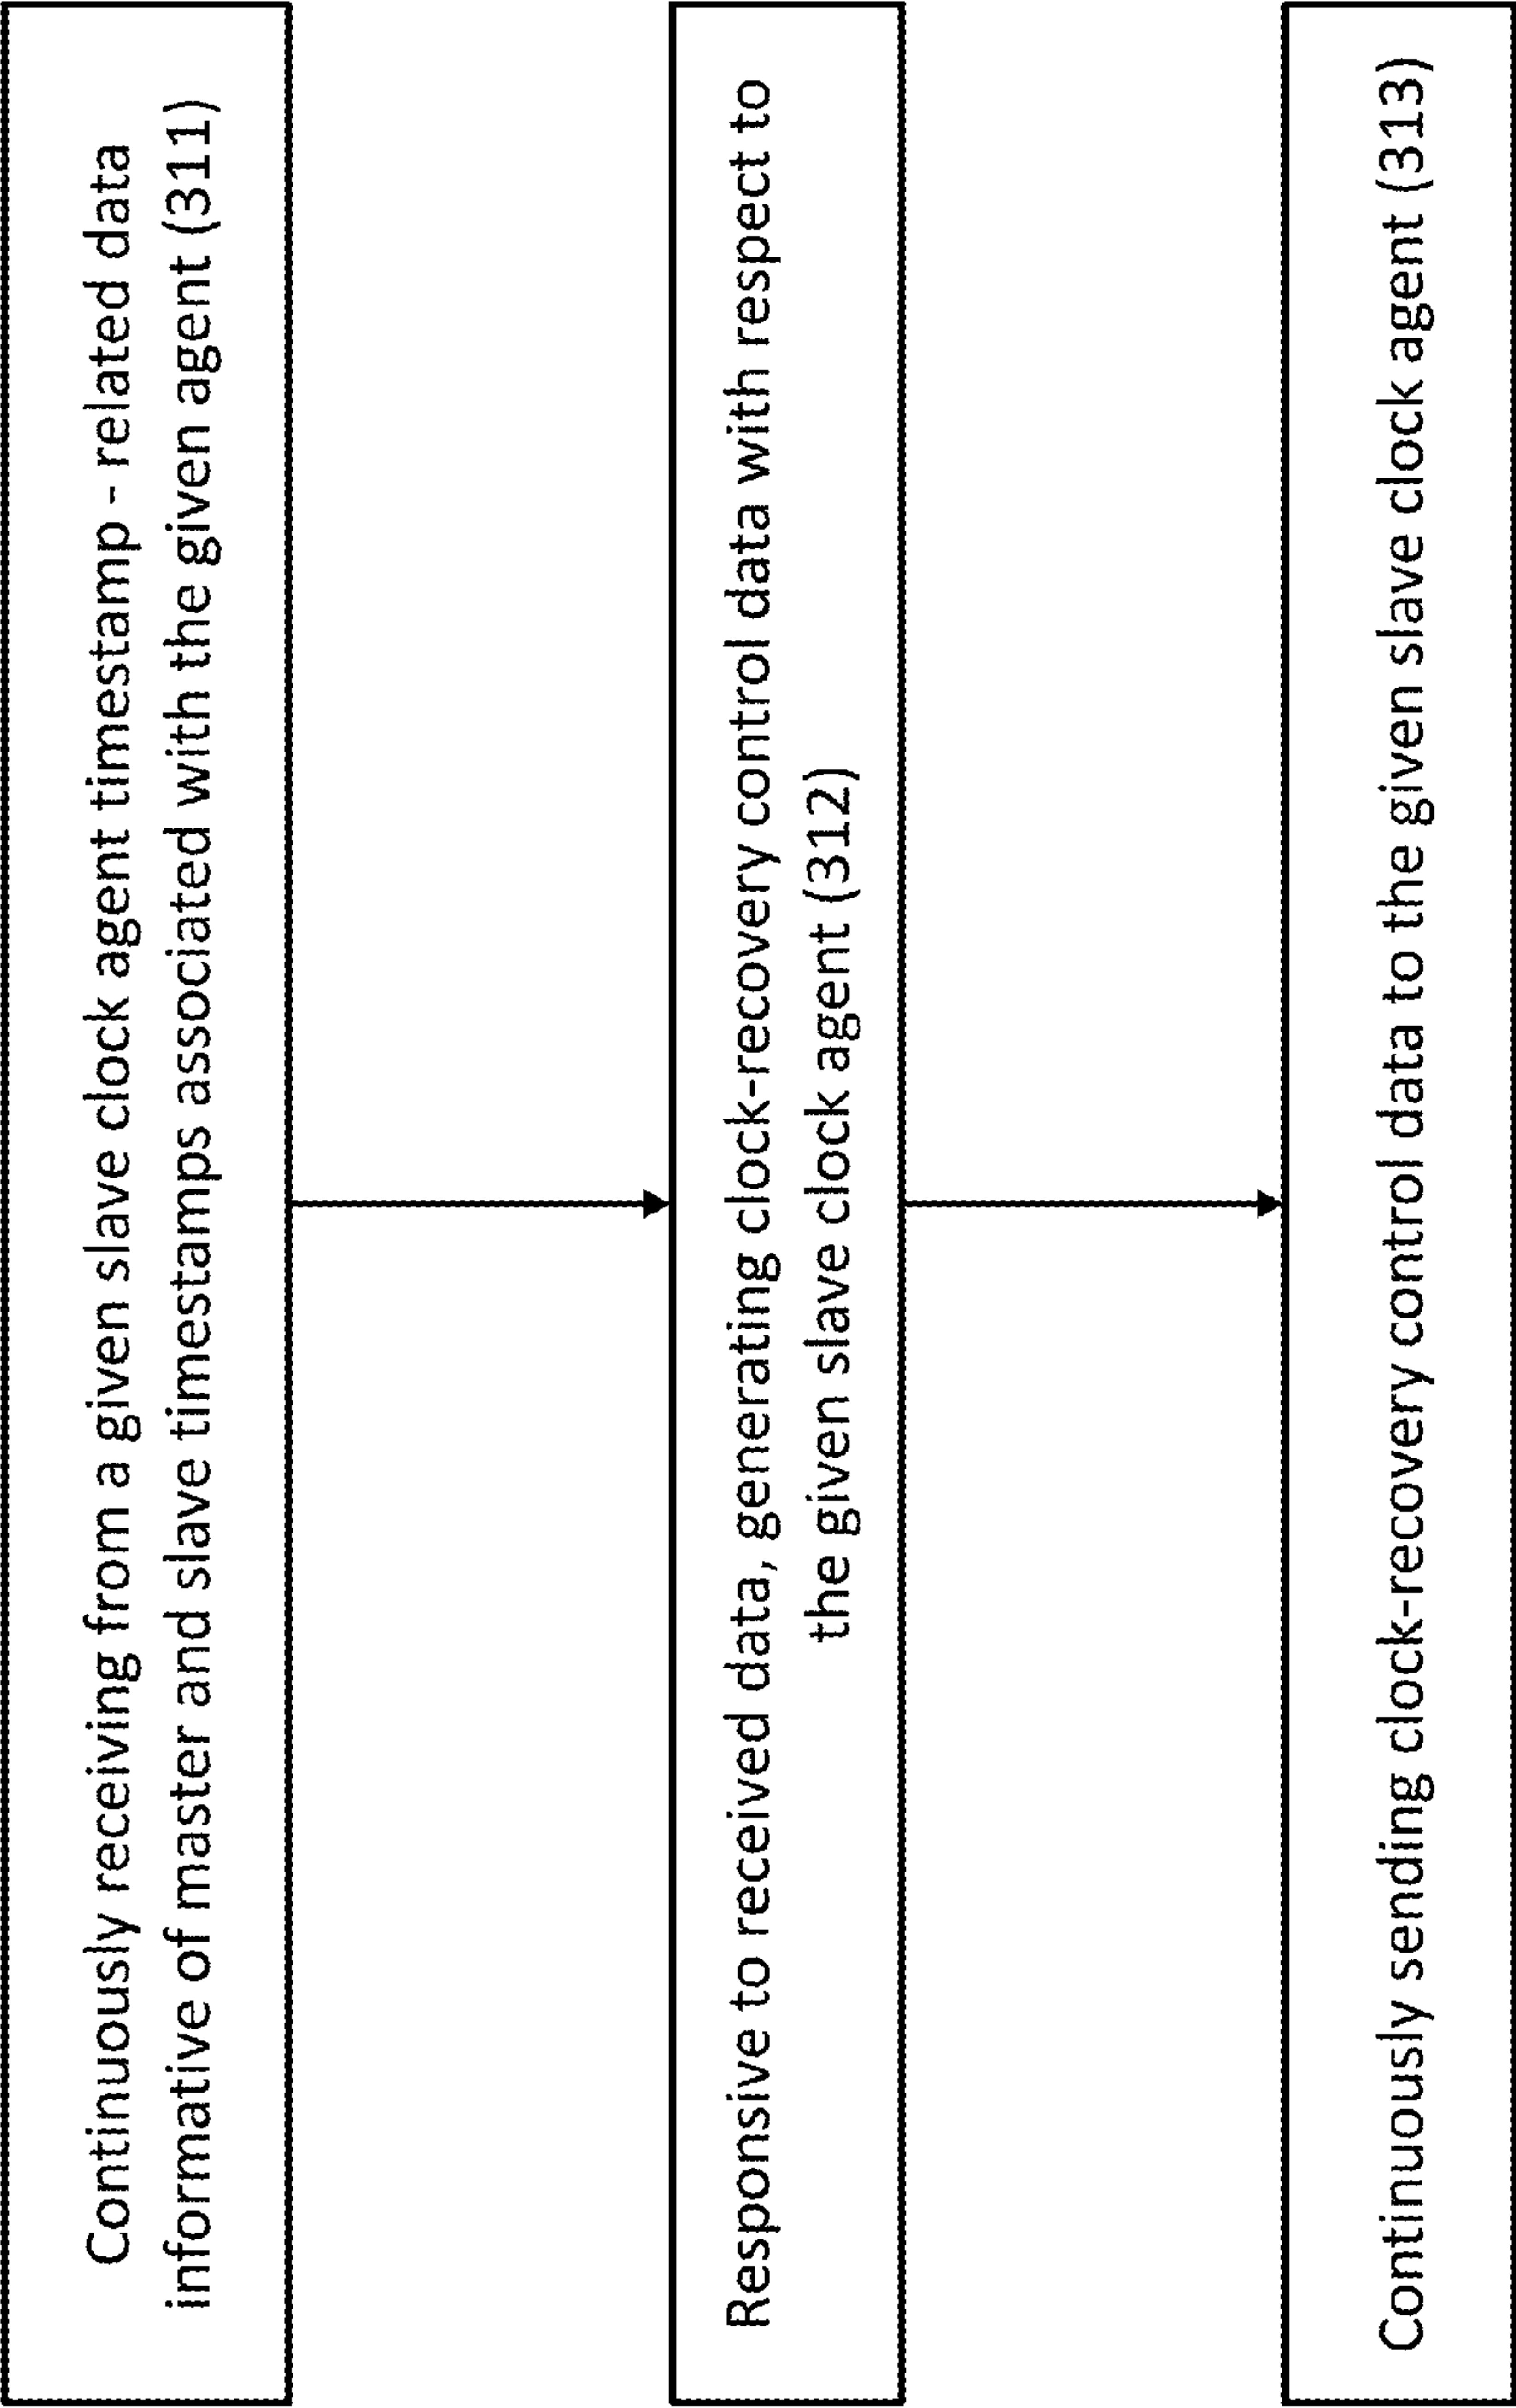 Continuously receiving from a given slave clock agent timestamp - related data
informative of master and slave timestamps associated with the given agent (311)
Responsive to received data, generating clock-recovery control data with respect to
the given slave clock agent (312)
Continuously sending clock-recovery control data to the given slave clock agent (313)